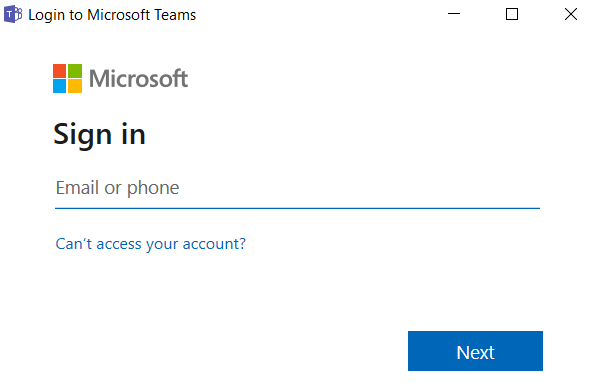 Login to Microsoft Teams
Microsoft
Sign in
Email or phone
Can't access your account?
Next